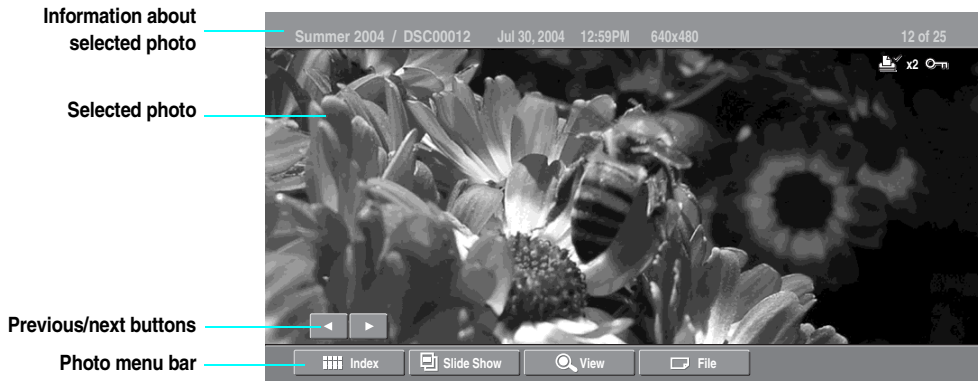 Information about
selected photo
Summer 2004 / DSC00012 Jul 30, 2004 12:59PM 640x480 12 of 25
x2
Selected photo
Previous/next buttons
Photo menu bar
Index Slide Show View File